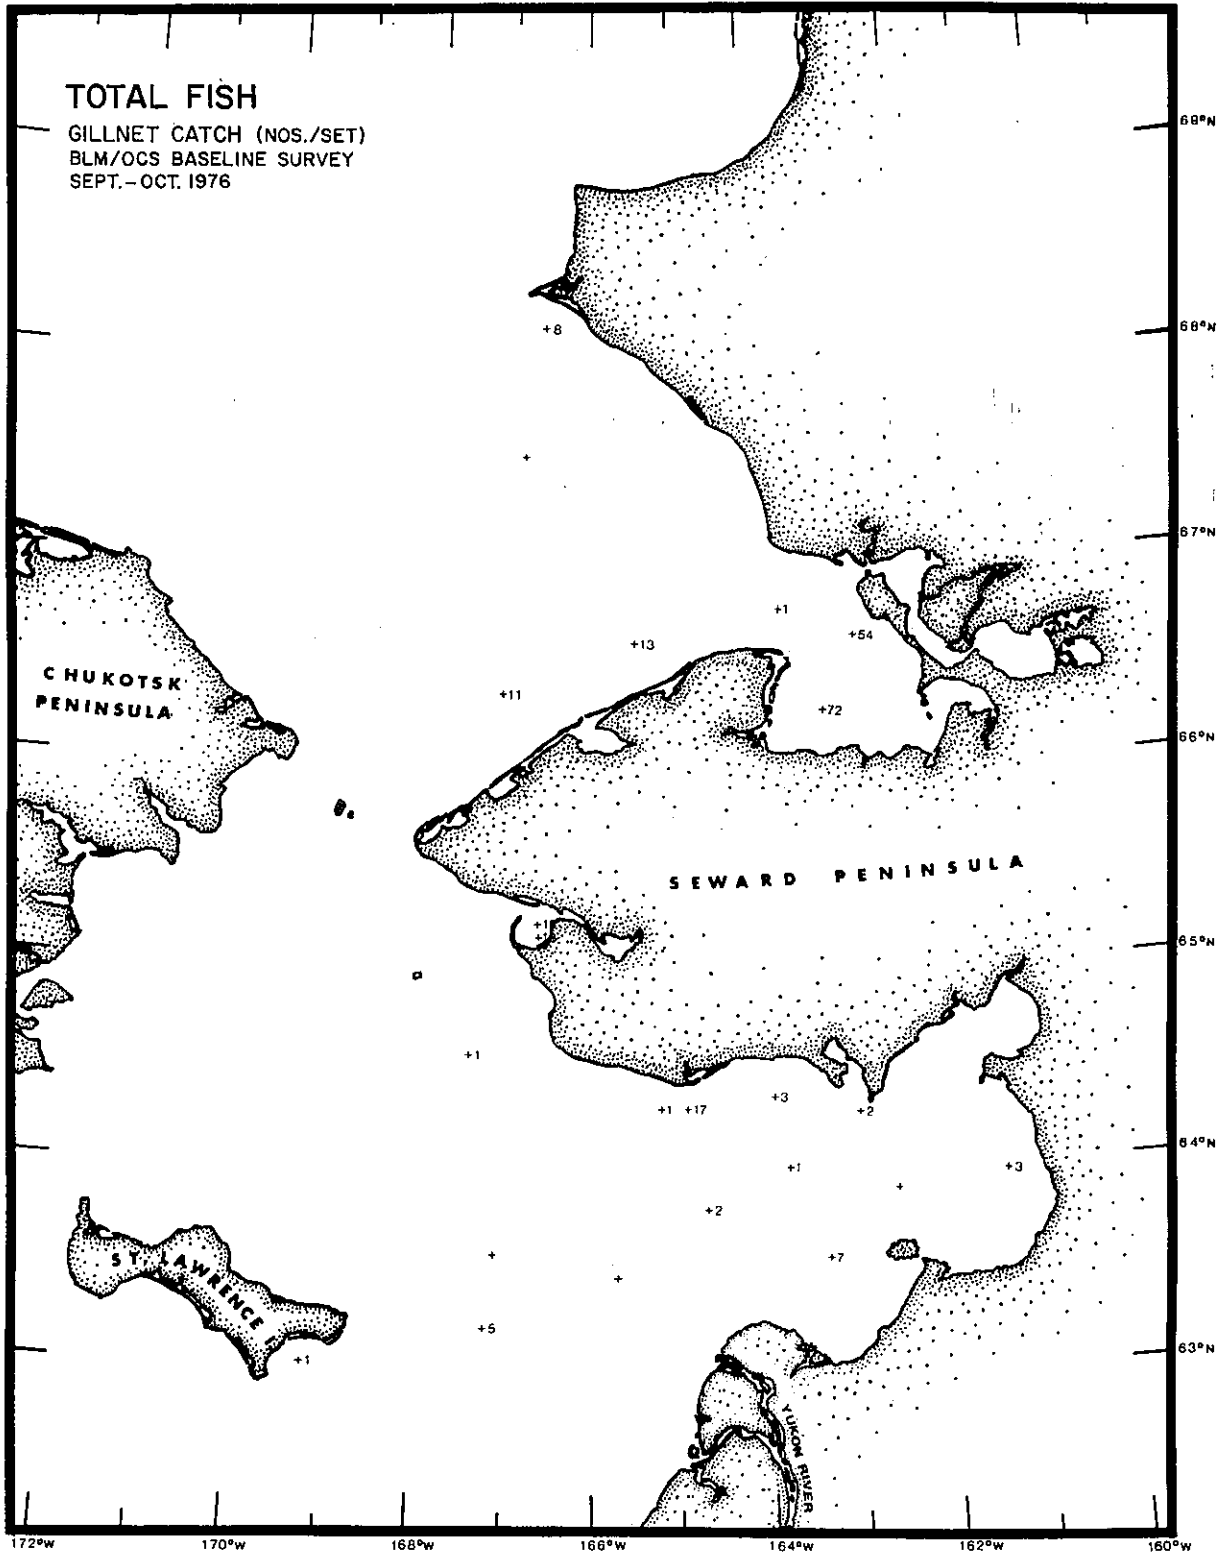 TOTAL FISH
GILLNET CATCH (NOS./SET)
BLM/OCS BASELINE SURVEY
SEPT.-OCT. 1976
69°N
68°N
+8
+
67°N
+1
+54
+13
+11
+72
CHUKOTSK
PENINSULA
66°N
SEWARD PENINSULA
+1
65°N
+1
+1 +17
+3
+2
64°N
+1
+3
+
+2
+
+
+7
ST. LAWRENCE I.
+5
+1
63°N
YUKON RIVER
172°W 170°W 168°W 166°W 164°W 162°W 160°W